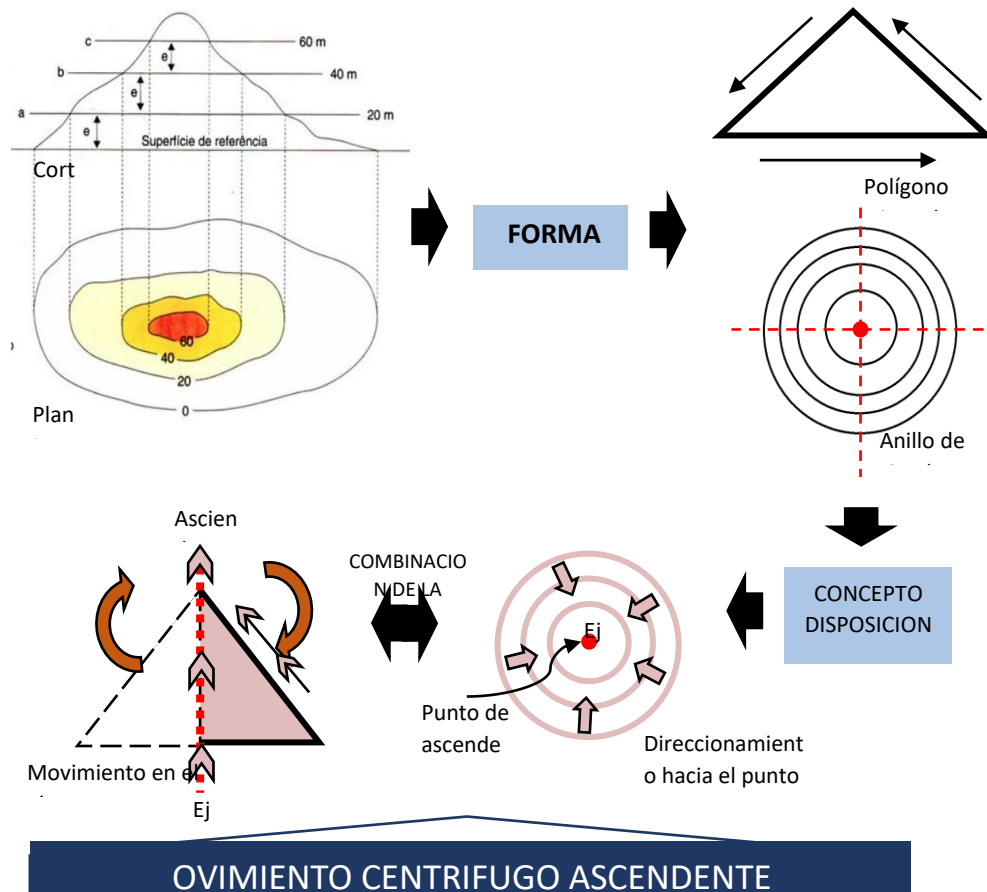 c
60 m
e
b
40 m
e
a
20 m
e
Superfície de referência
Cort
60
40
20
0
Plan
FORMA
Polígono
Anillo de
CONCEPTO
DISPOSICION
Ascien
COMBINACIO
N DE LA
Ej
Punto de
ascende
Direccionamient
o hacia el punto
Movimiento en el
Ej
OVIMIENTO CENTRIFUGO ASCENDENTE